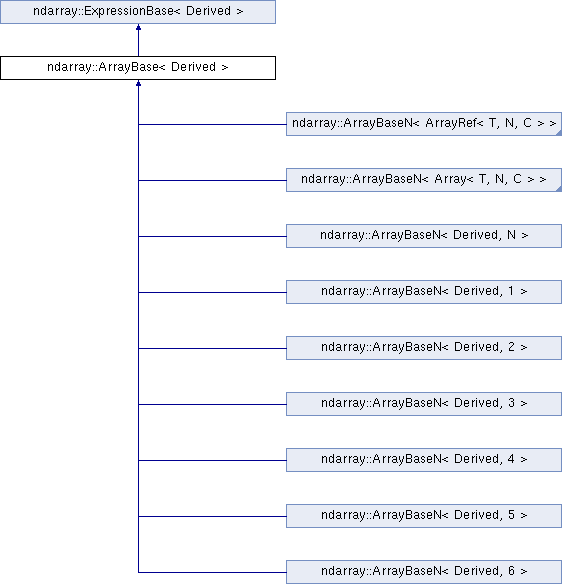 ndarray::ExpressionBase< Derived >
ndarray::ArrayBase< Derived >
ndarray::ArrayBaseN< ArrayRef< T, N, C > >
ndarray::ArrayBaseN< Array< T, N, C > >
ndarray::ArrayBaseN< Derived, N >
ndarray::ArrayBaseN< Derived, 1 >
ndarray::ArrayBaseN< Derived, 2 >
ndarray::ArrayBaseN< Derived, 3 >
ndarray::ArrayBaseN< Derived, 4 >
ndarray::ArrayBaseN< Derived, 5 >
ndarray::ArrayBaseN< Derived, 6 >